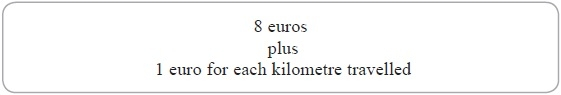 8 euros
plus
1 euro for each kilometre travelled